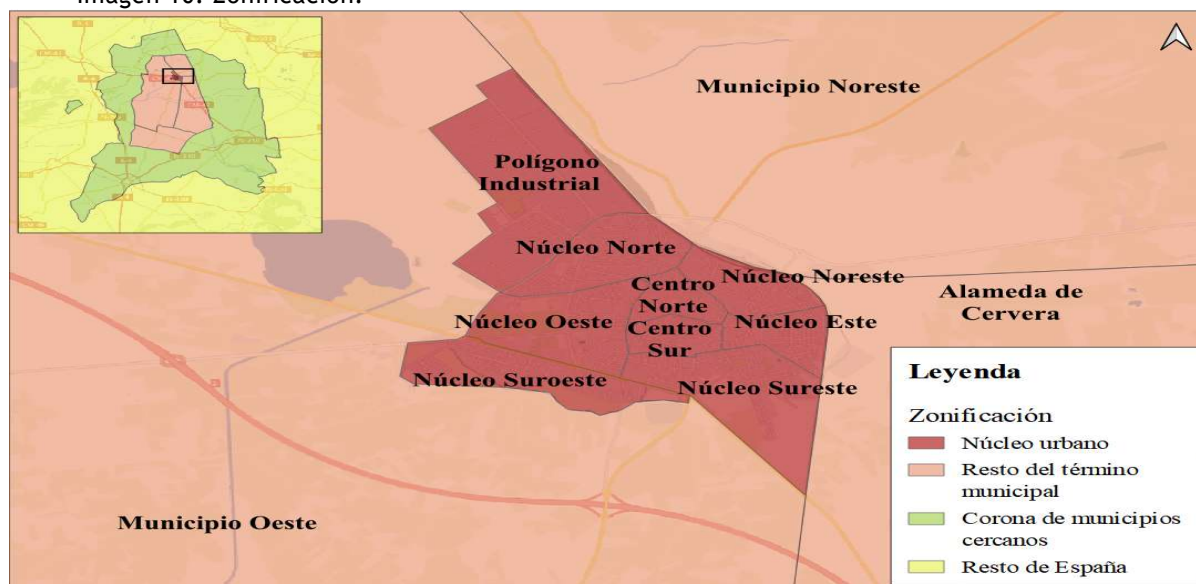 Imagen 10. Zonificación.
Municipio Noreste
Polígono
Industrial
Núcleo Norte
Núcleo Noreste
Centro
Norte
Alameda de
Cervera
Núcleo Oeste
Centro
Sur
Núcleo Este
Núcleo Suroeste
Núcleo Sureste
Municipio Oeste
Leyenda
Zonificación
Núcleo urbano
Resto del término
municipal
Corona de municipios
cercanos
Resto de España